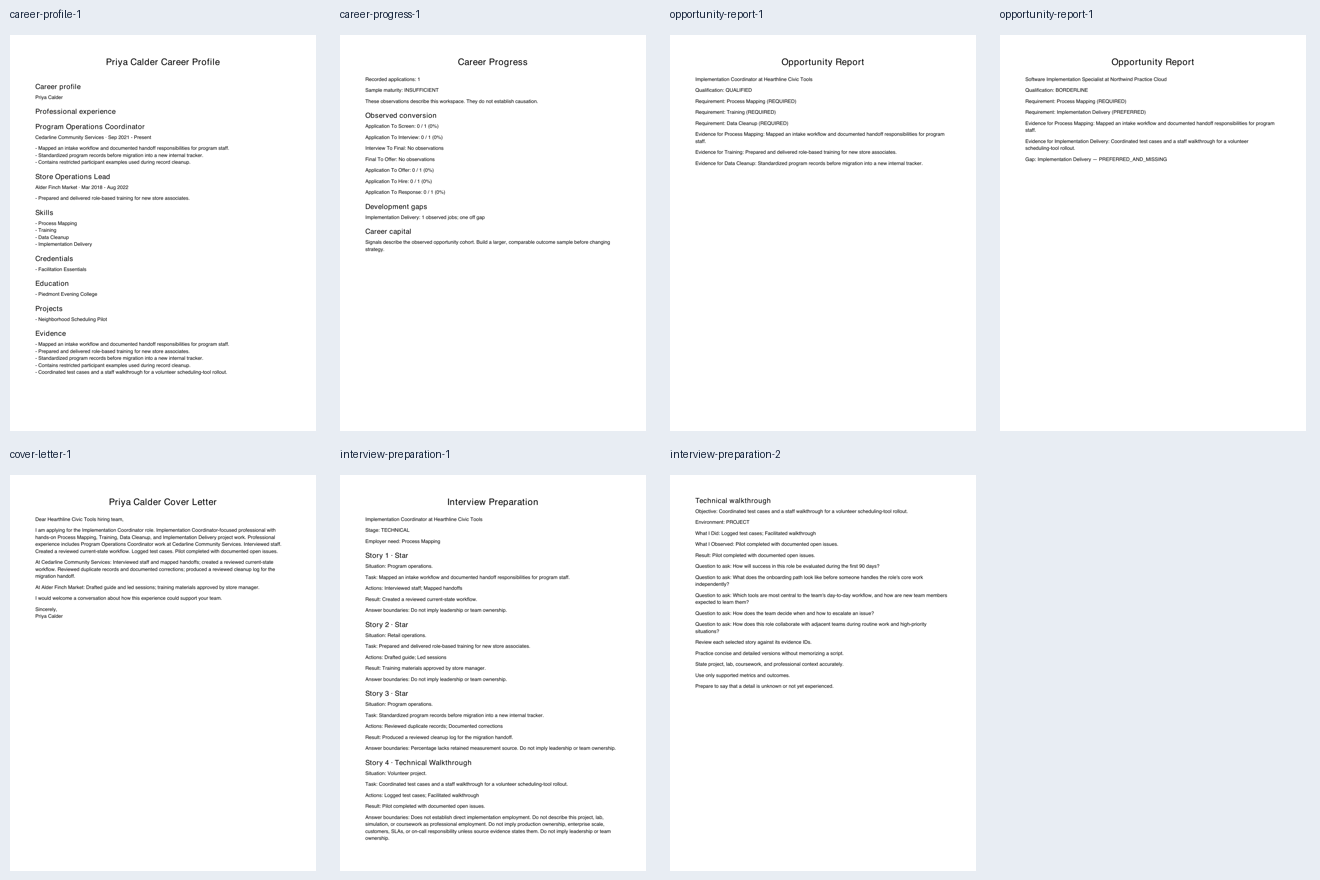 career-profile-1
Priya Calder Career Profile
Career profile
Priya Calder
Professional experience
Program Operations Coordinator
Cedarline Community Services - Sep 2021 - Present
- Mapped an intake workflow and documented handoff responsibilities for program staff.
- Standardized program records before migration into a new internal tracker.
- Contains restricted participant examples used during record cleanup.
Store Operations Lead
Alder Finch Market - Mar 2018 - Aug 2022
- Prepared and delivered role-based training for new store associates.
Skills
- Process Mapping
- Training
- Data Cleanup
- Implementation Delivery
Credentials
- Facilitation Essentials
Education
- Piedmont Evening College
Projects
- Neighborhood Scheduling Pilot
Evidence
- Mapped an intake workflow and documented handoff responsibilities for program staff.
- Prepared and delivered role-based training for new store associates.
- Standardized program records before migration into a new internal tracker.
- Contains restricted participant examples used during record cleanup.
- Coordinated test cases and a staff walkthrough for a volunteer scheduling-tool rollout.
career-progress-1
Career Progress
Recorded applications: 1
Sample maturity: INSUFFICIENT
These observations describe this workspace. They do not establish causation.
Observed conversion
Application To Screen: 0 / 1 (0%)
Application To Interview: 0 / 1 (0%)
Interview To Final: No observations
Final To Offer: No observations
Application To Offer: 0 / 1 (0%)
Application To Hire: 0 / 1 (0%)
Application To Response: 0 / 1 (0%)
Development gaps
Implementation Delivery: 1 observed jobs; one off gap
Career capital
Signals describe the observed opportunity cohort. Build a larger, comparable outcome sample before changing
strategy.
opportunity-report-1
Opportunity Report
Implementation Coordinator at Hearthline Civic Tools
Qualification: QUALIFIED
Requirement: Process Mapping (REQUIRED)
Requirement: Training (REQUIRED)
Requirement: Data Cleanup (REQUIRED)
Evidence for Process Mapping: Mapped an intake workflow and documented handoff responsibilities for program
staff.
Evidence for Training: Prepared and delivered role-based training for new store associates.
Evidence for Data Cleanup: Standardized program records before migration into a new internal tracker.
opportunity-report-1
Opportunity Report
Software Implementation Specialist at Northwind Practice Cloud
Qualification: BORDERLINE
Requirement: Process Mapping (REQUIRED)
Requirement: Implementation Delivery (PREFERRED)
Evidence for Process Mapping: Mapped an intake workflow and documented handoff responsibilities for program
staff.
Evidence for Implementation Delivery: Coordinated test cases and a staff walkthrough for a volunteer
scheduling-tool rollout.
Gap: Implementation Delivery — PREFERRED_AND_MISSING
cover-letter-1
Priya Calder Cover Letter
Dear Hearthline Civic Tools hiring team,
I am applying for the Implementation Coordinator role. Implementation Coordinator-focused professional with
hands-on Process Mapping, Training, Data Cleanup, and Implementation Delivery project work. Professional
experience includes Program Operations Coordinator work at Cedarline Community Services. Interviewed staff.
Created a reviewed current-state workflow. Logged test cases. Pilot completed with documented open issues.
At Cedarline Community Services: Interviewed staff and mapped handoffs; created a reviewed current-state
workflow. Reviewed duplicate records and documented corrections; produced a reviewed cleanup log for the
migration handoff.
At Alder Finch Market: Drafted guide and led sessions; training materials approved by store manager.
I would welcome a conversation about how this experience could support your team.
Sincerely,
Priya Calder
interview-preparation-1
Interview Preparation
Implementation Coordinator at Hearthline Civic Tools
Stage: TECHNICAL
Employer need: Process Mapping
Story 1 · Star
Situation: Program operations.
Task: Mapped an intake workflow and documented handoff responsibilities for program staff.
Actions: Interviewed staff; Mapped handoffs
Result: Created a reviewed current-state workflow.
Answer boundaries: Do not imply leadership or team ownership.
Story 2 · Star
Situation: Retail operations.
Task: Prepared and delivered role-based training for new store associates.
Actions: Drafted guide; Led sessions
Result: Training materials approved by store manager.
Answer boundaries: Do not imply leadership or team ownership.
Story 3 · Star
Situation: Program operations.
Task: Standardized program records before migration into a new internal tracker.
Actions: Reviewed duplicate records; Documented corrections
Result: Produced a reviewed cleanup log for the migration handoff.
Answer boundaries: Percentage lacks retained measurement source. Do not imply leadership or team ownership.
Story 4 · Technical Walkthrough
Situation: Volunteer project.
Task: Coordinated test cases and a staff walkthrough for a volunteer scheduling-tool rollout.
Actions: Logged test cases; Facilitated walkthrough
Result: Pilot completed with documented open issues.
Answer boundaries: Does not establish direct implementation employment. Do not describe this project, lab,
simulation, or coursework as professional employment. Do not imply production ownership, enterprise scale,
customers, SLAs, or on-call responsibility unless source evidence states them. Do not imply leadership or team
ownership.
interview-preparation-2
Technical walkthrough
Objective: Coordinated test cases and a staff walkthrough for a volunteer scheduling-tool rollout.
Environment: PROJECT
What I Did: Logged test cases; Facilitated walkthrough
What I Observed: Pilot completed with documented open issues.
Result: Pilot completed with documented open issues.
Question to ask: How will success in this role be evaluated during the first 90 days?
Question to ask: What does the onboarding path look like before someone handles the role's core work
independently?
Question to ask: Which tools are most central to the team's day-to-day workflow, and how are new team members
expected to learn them?
Question to ask: How does the team decide when and how to escalate an issue?
Question to ask: How does this role collaborate with adjacent teams during routine work and high-priority
situations?
Review each selected story against its evidence IDs.
Practice concise and detailed versions without memorizing a script.
State project, lab, coursework, and professional context accurately.
Use only supported metrics and outcomes.
Prepare to say that a detail is unknown or not yet experienced.